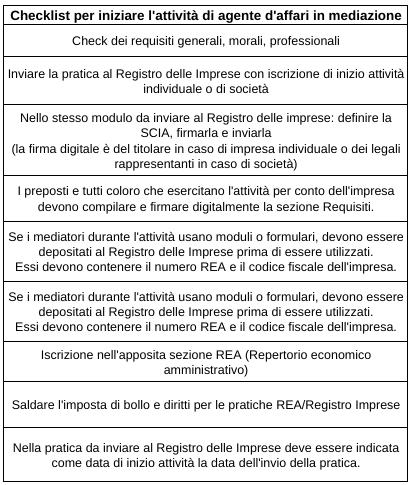 Checklist per iniziare l'attività di agente d'affari in mediazione
Check dei requisiti generali, morali, professionali
Inviare la pratica al Registro delle Imprese con iscrizione di inizio attività
individuale o di società
Nello stesso modulo da inviare al Registro delle imprese: definire la
SCIA, firmarla e inviarla
(la firma digitale è del titolare in caso di impresa individuale o dei legali
rappresentanti in caso di società)
I preposti e tutti coloro che esercitano l'attività per conto dell'impresa
devono compilare e firmare digitalmente la sezione Requisiti.
Se i mediatori durante l'attività usano moduli o formulari, devono essere
depositati al Registro delle Imprese prima di essere utilizzati.
Essi devono contenere il numero REA e il codice fiscale dell'impresa.
Se i mediatori durante l'attività usano moduli o formulari, devono essere
depositati al Registro delle Imprese prima di essere utilizzati.
Essi devono contenere il numero REA e il codice fiscale dell'impresa.
Iscrizione nell'apposita sezione REA (Repertorio economico
amministrativo)
Saldare l'imposta di bollo e diritti per le pratiche REA/Registro Imprese
Nella pratica da inviare al Registro delle Imprese deve essere indicata
come data di inizio attività la data dell'invio della pratica.